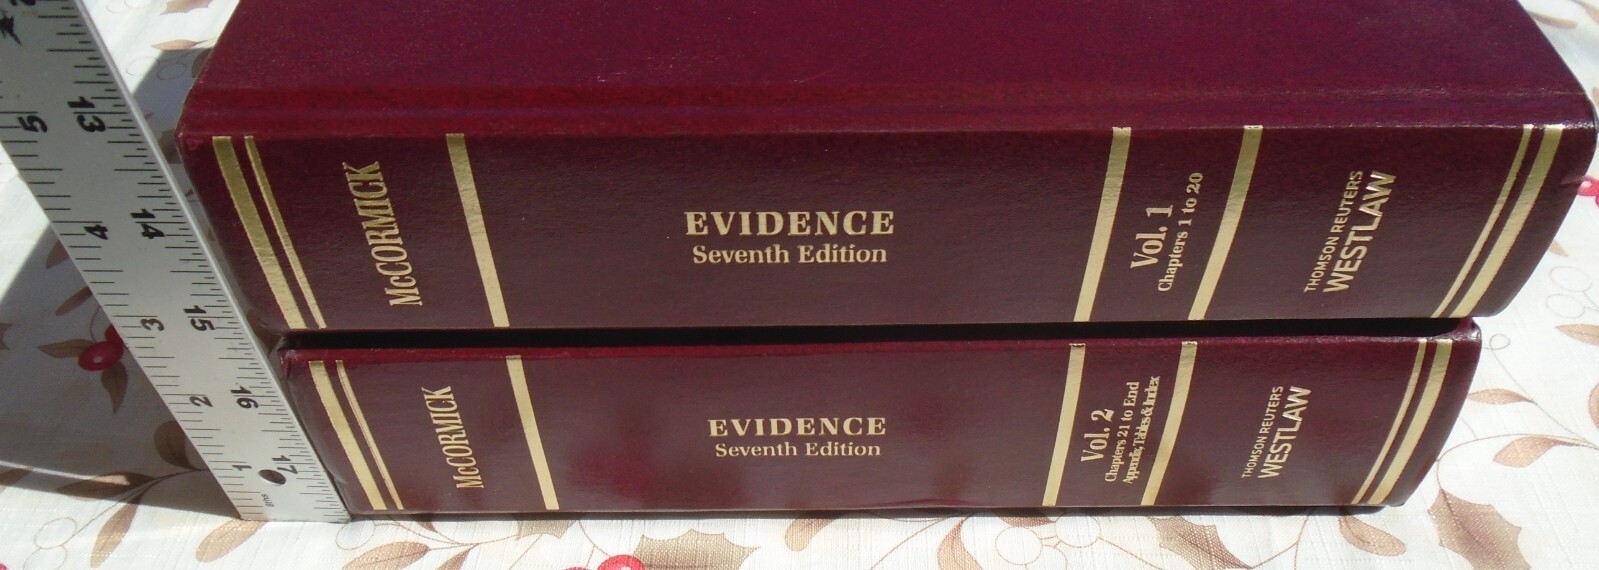 McCORMICK
EVIDENCE
Seventh Edition
Vol. 1
Chapters 1 to 20
THOMSON REUTERS
WESTLAW
McCORMICK
EVIDENCE
Seventh Edition
Vol. 2
Chapters 21 to End
Appendix, Tables & Index
THOMSON REUTERS
WESTLAW
5
4
3
2
1
13
14
15
16
17